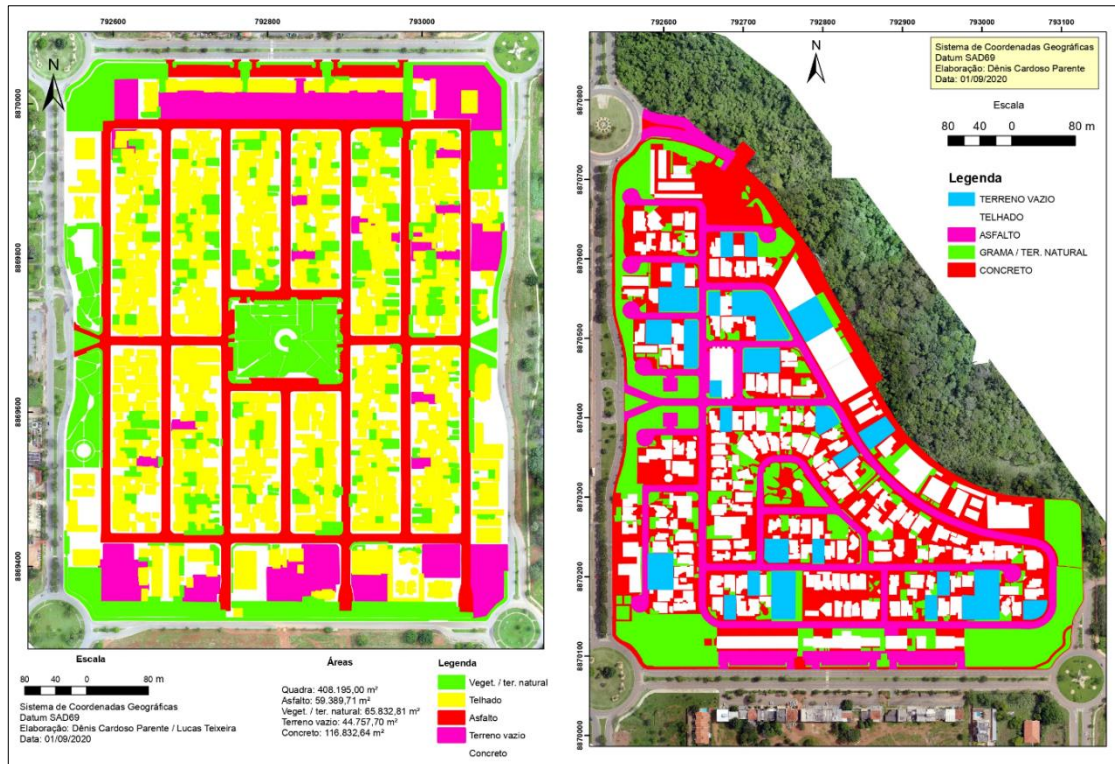 792600
792800
793000
N
8870000
8869800
8869600
8869400
Escala
80 40 0 80 m
Sistema de Coordenadas Geográficas
Datum SAD69
Elaboração: Dênis Cardoso Parente / Lucas Teixeira
Data: 01/09/2020
Áreas
Quadra: 408.195,00 m²
Asfalto: 59.389,71 m²
Veget. / ter. natural: 65.832,81 m²
Terreno vazio: 44.757,70 m²
Concreto: 116.832,64 m²
Legenda
Veget. / ter. natural
Telhado
Asfalto
Terreno vazio
Concreto
792600
792700
792800
792900
793000
793100
N
Sistema de Coordenadas Geográficas
Datum SAD69
Elaboração: Dênis Cardoso Parente
Data: 01/09/2020
Escala
80 40 0 80 m
Legenda
TERRENO VAZIO
TELHADO
ASFALTO
GRAMA / TER. NATURAL
CONCRETO
8870800
8870700
8870600
8870500
8870400
8870300
8870200
8870100
8870000